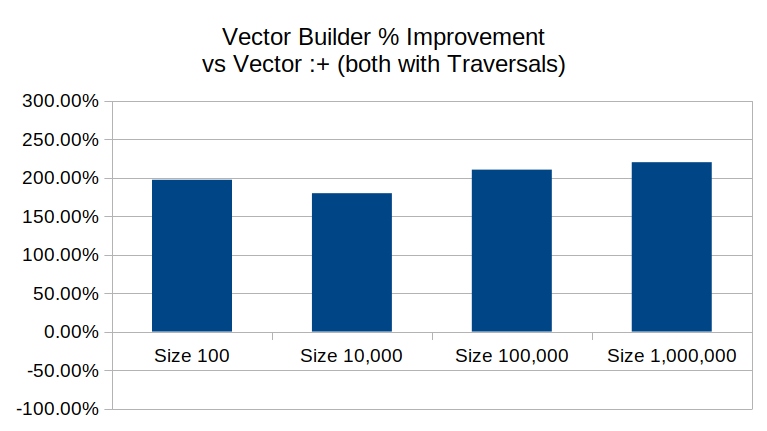 Vector Builder % Improvement
vs Vector :+ (both with Traversals)
300.00%
250.00%
200.00%
150.00%
100.00%
50.00%
0.00%
-50.00%
-100.00%
Size 100
Size 10,000
Size 100,000
Size 1,000,000